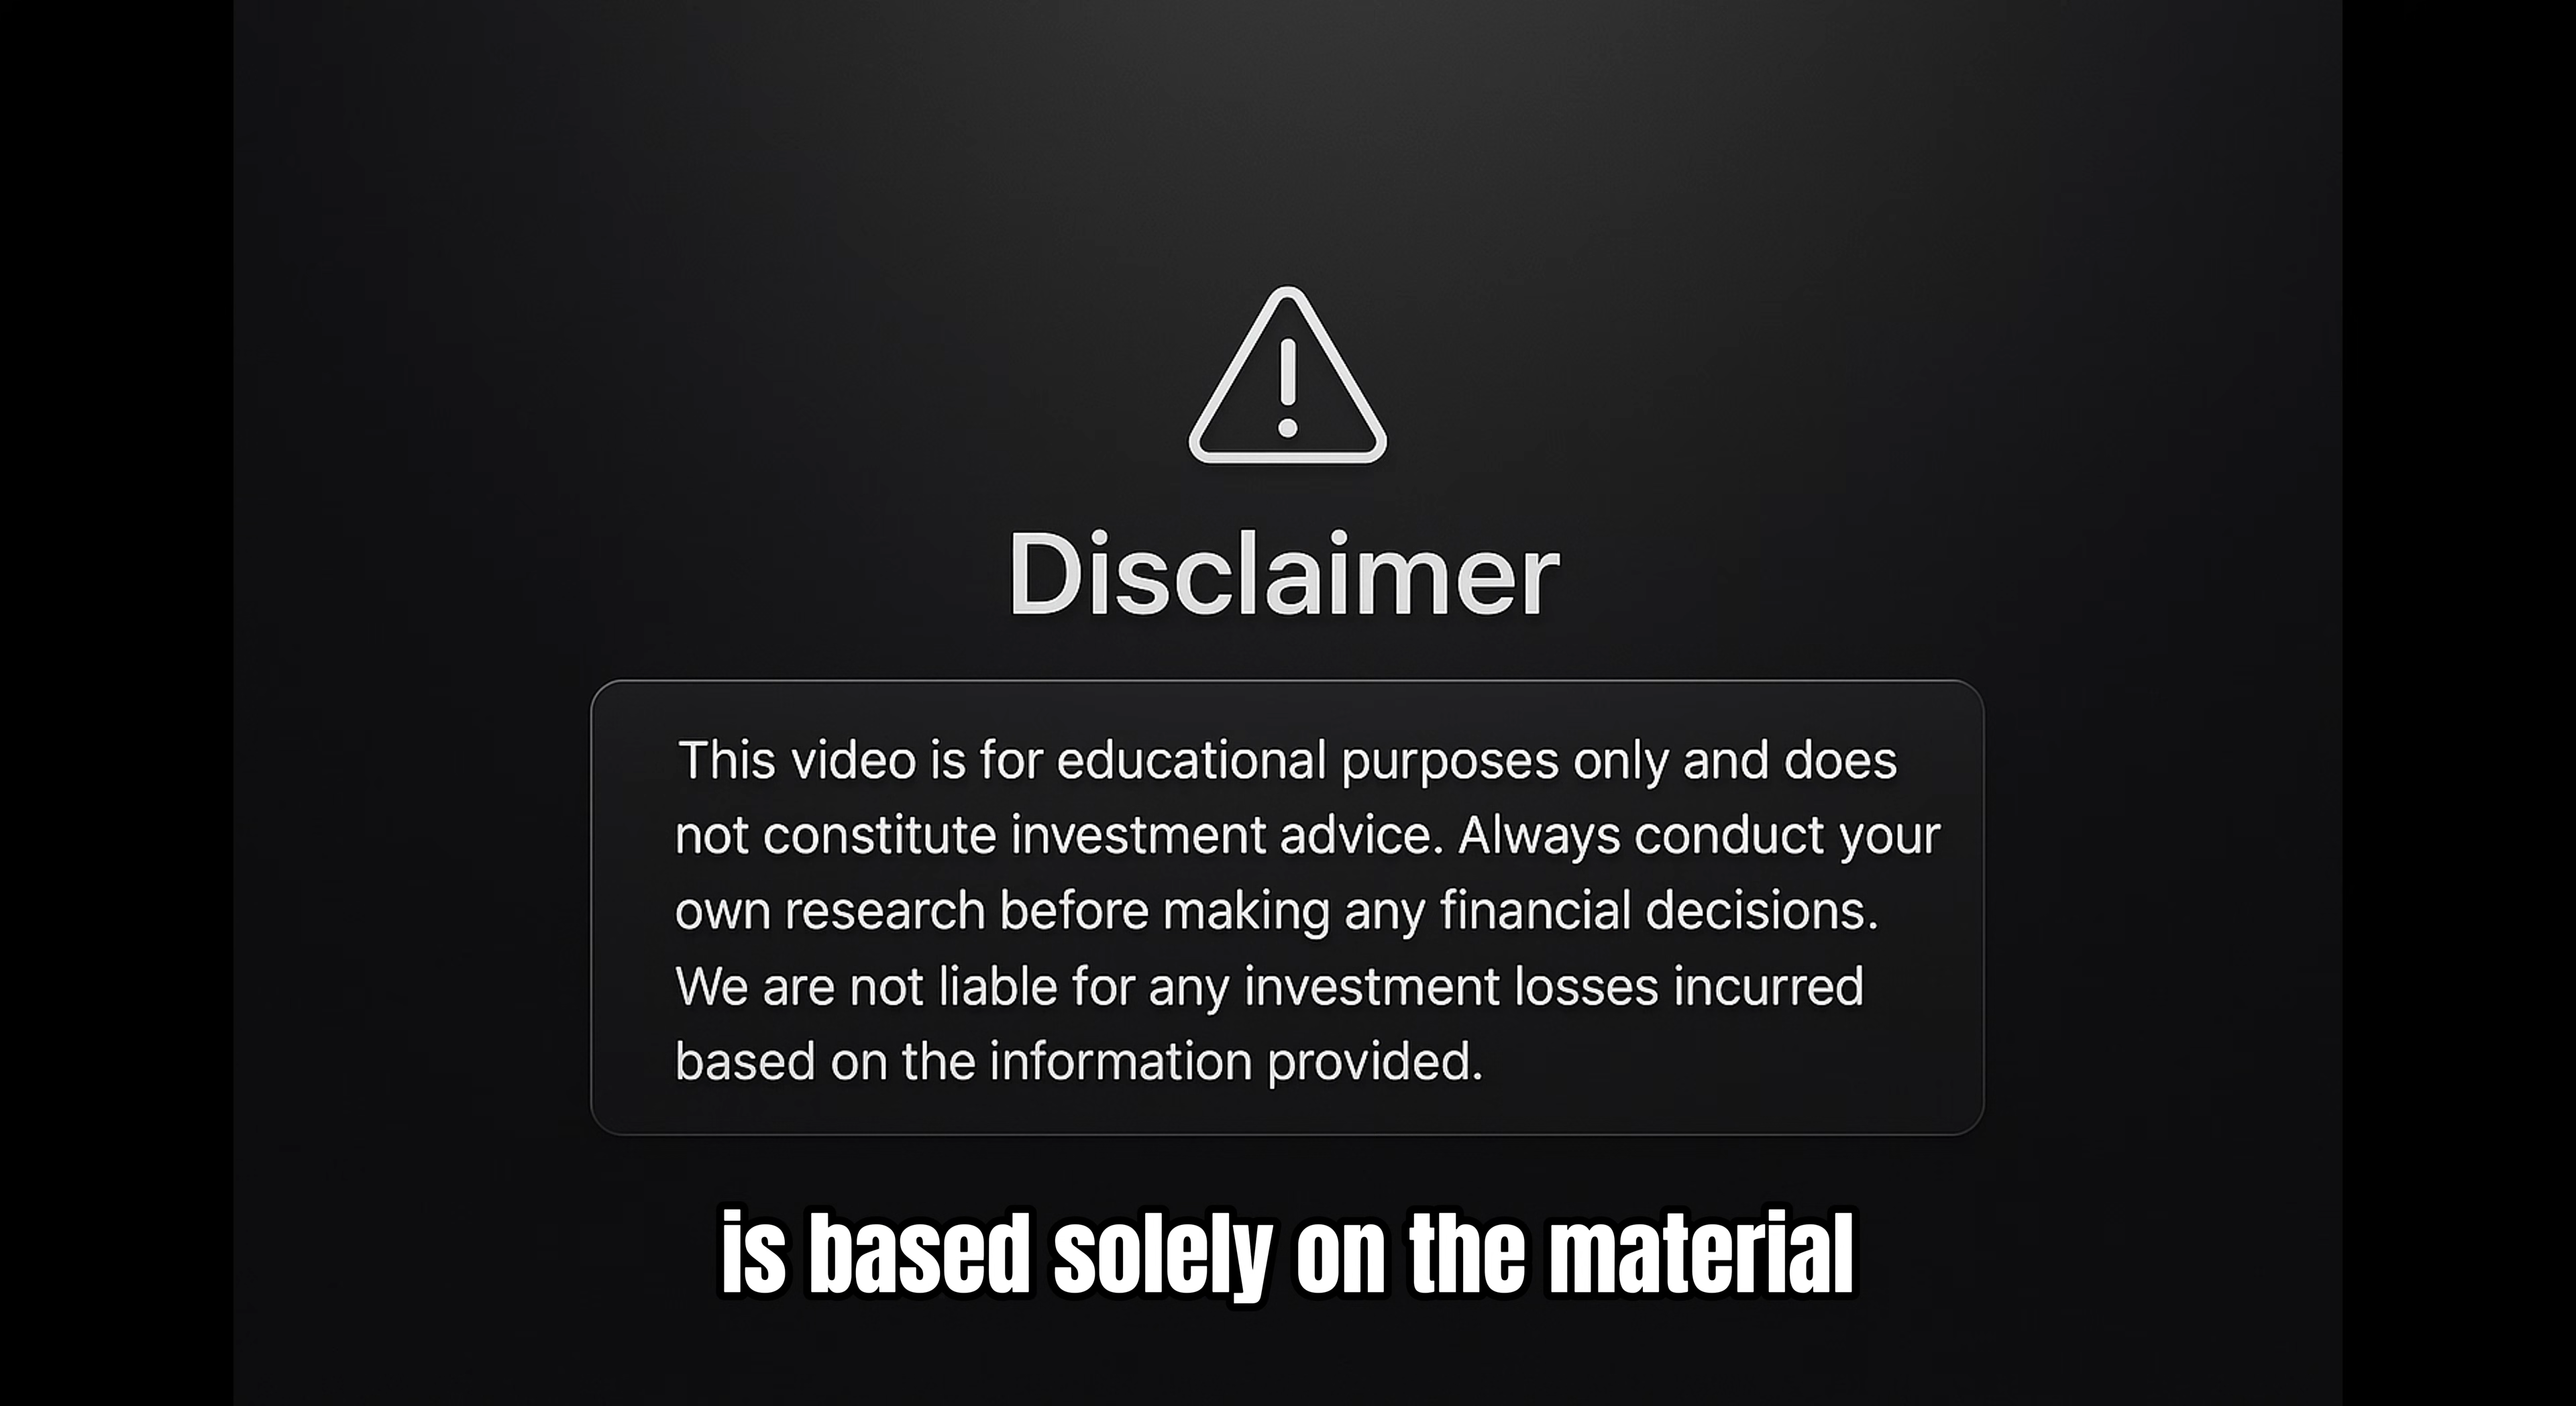 Disclaimer
This video is for educational purposes only and does
not constitute investment advice. Always conduct your
own research before making any financial decisions.
We are not liable for any investment losses incurred
based on the information provided.
is based solely on the material